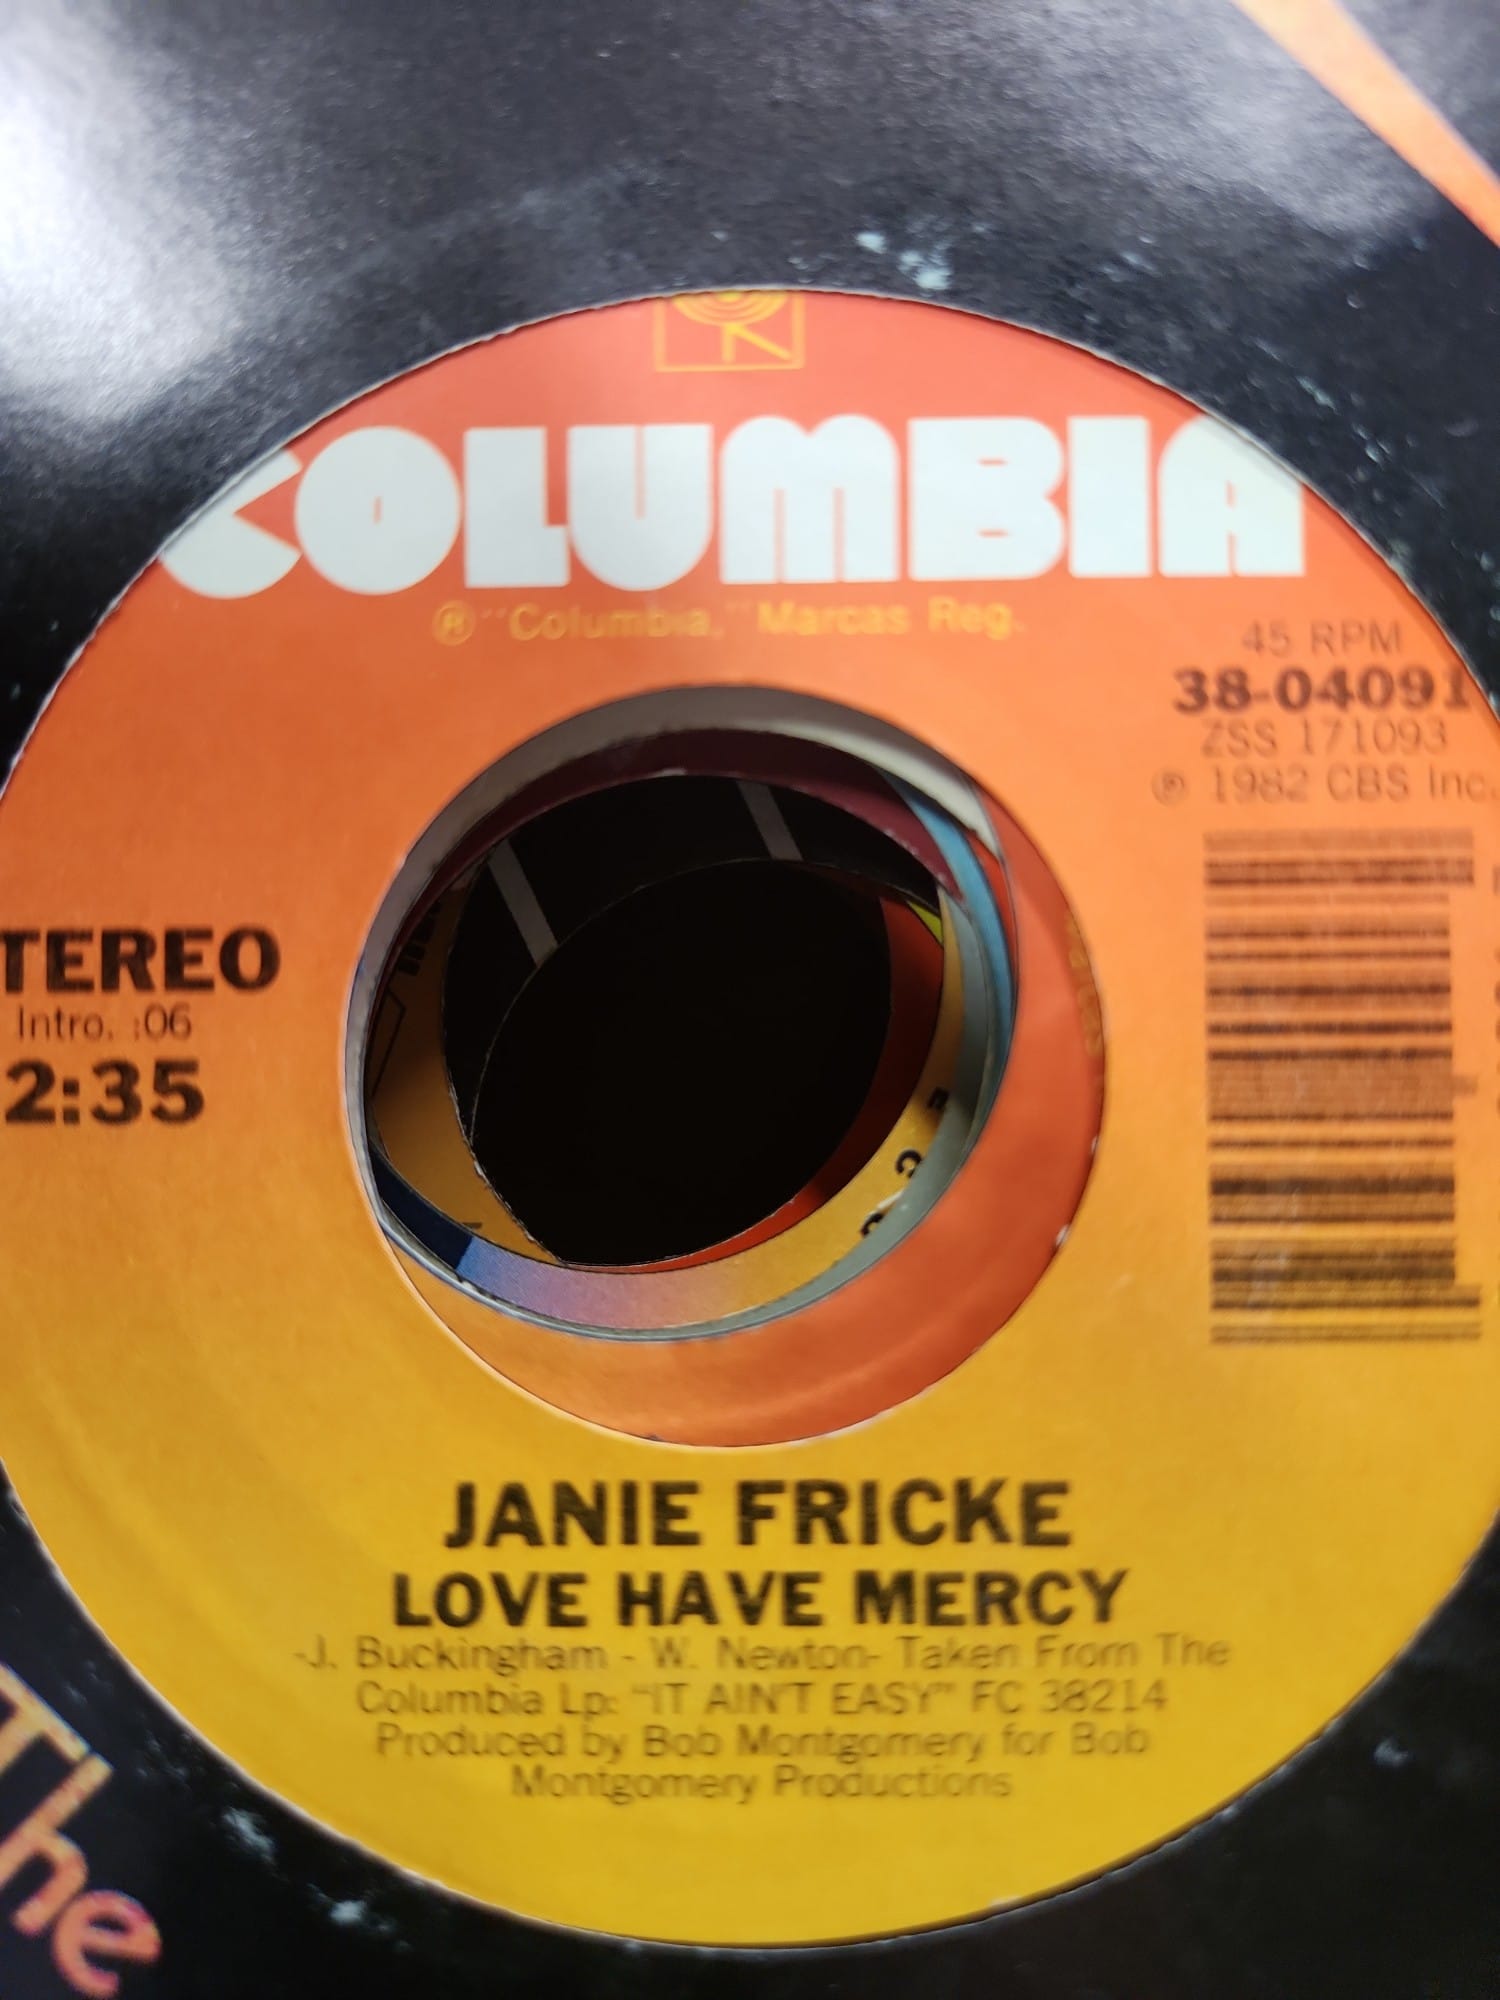 COLUMBIA
® "Columbia," Marcas Reg.
45 RPM
38-04091
ZSS 171093
℗ 1982 CBS Inc.
TEREO
Intro. :06
2:35
JANIE FRICKE
LOVE HAVE MERCY
-J. Buckingham - W. Newton- Taken From The
Columbia Lp: "IT AIN'T EASY" FC 38214
Produced by Bob Montgomery for Bob
Montgomery Productions
The